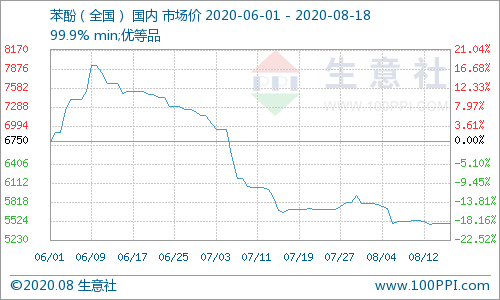 苯酚（全国）国内 市场价 2020-06-01 - 2020-08-18
99.9% min;优等品
8170 21.04%
7876 16.68%
7582 12.33%
7288 7.97%
6994 3.61%
6750 0.00%
6406 -5.10%
6112 -9.45%
5818 -13.81%
5524 -18.16%
5230 -22.52%
生意社
www.100PPI.com
06/01 06/09 06/17 06/25 07/03 07/11 07/19 07/27 08/04 08/12
©2020.08 生意社 www.100PPI.com